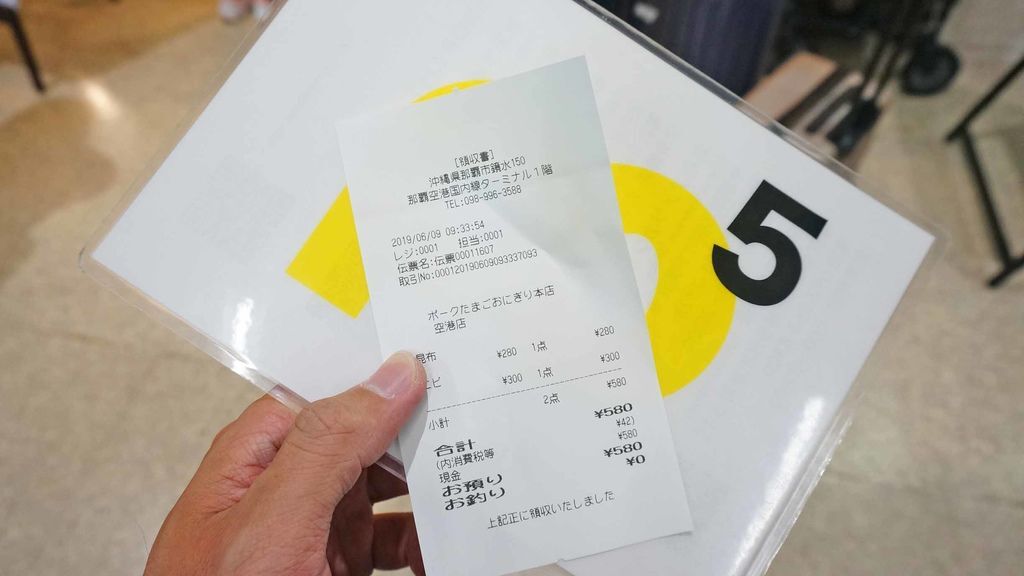 [領収書]
沖縄県那覇市鏡水150
那覇空港国内線ターミナル1階
TEL:098-996-3588
2019/06/09 09:33:54
レジ:0001 担当:0001
伝票名:伝票00011607
取引No:000120190609093337093
ポークたまごおにぎり本店
空港店
昆布 ¥280 1点 ¥280
エビ ¥300 1点 ¥300
小計 2点 ¥580
合計 ¥580
(内消費税等 ¥42)
現金 ¥580
お預り ¥580
お釣り ¥0
上記正に領収いたしました
5